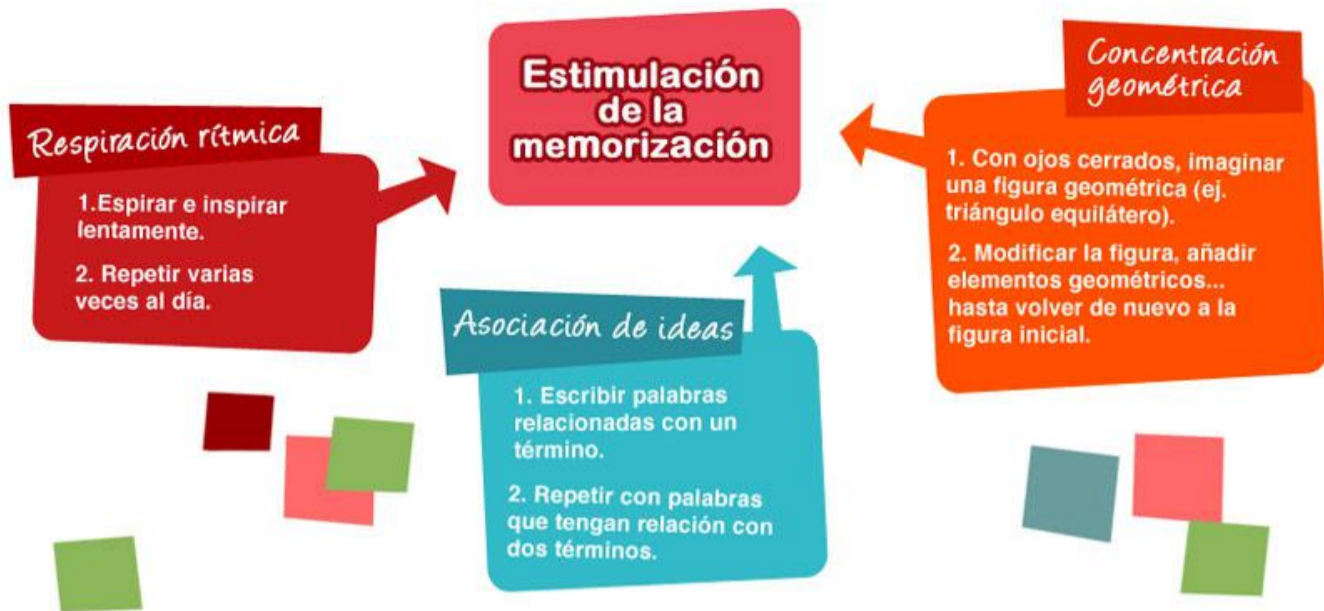 Estimulación
de la
memorización
Respiración rítmica
1.Espirar e inspirar
lentamente.
2. Repetir varias
veces al día.
Asociación de ideas
1. Escribir palabras
relacionadas con un
término.
2. Repetir con palabras
que tengan relación con
dos términos.
Concentración
geométrica
1. Con ojos cerrados, imaginar
una figura geométrica (ej.
triángulo equilátero).
2. Modificar la figura, añadir
elementos geométricos...
hasta volver de nuevo a la
figura inicial.